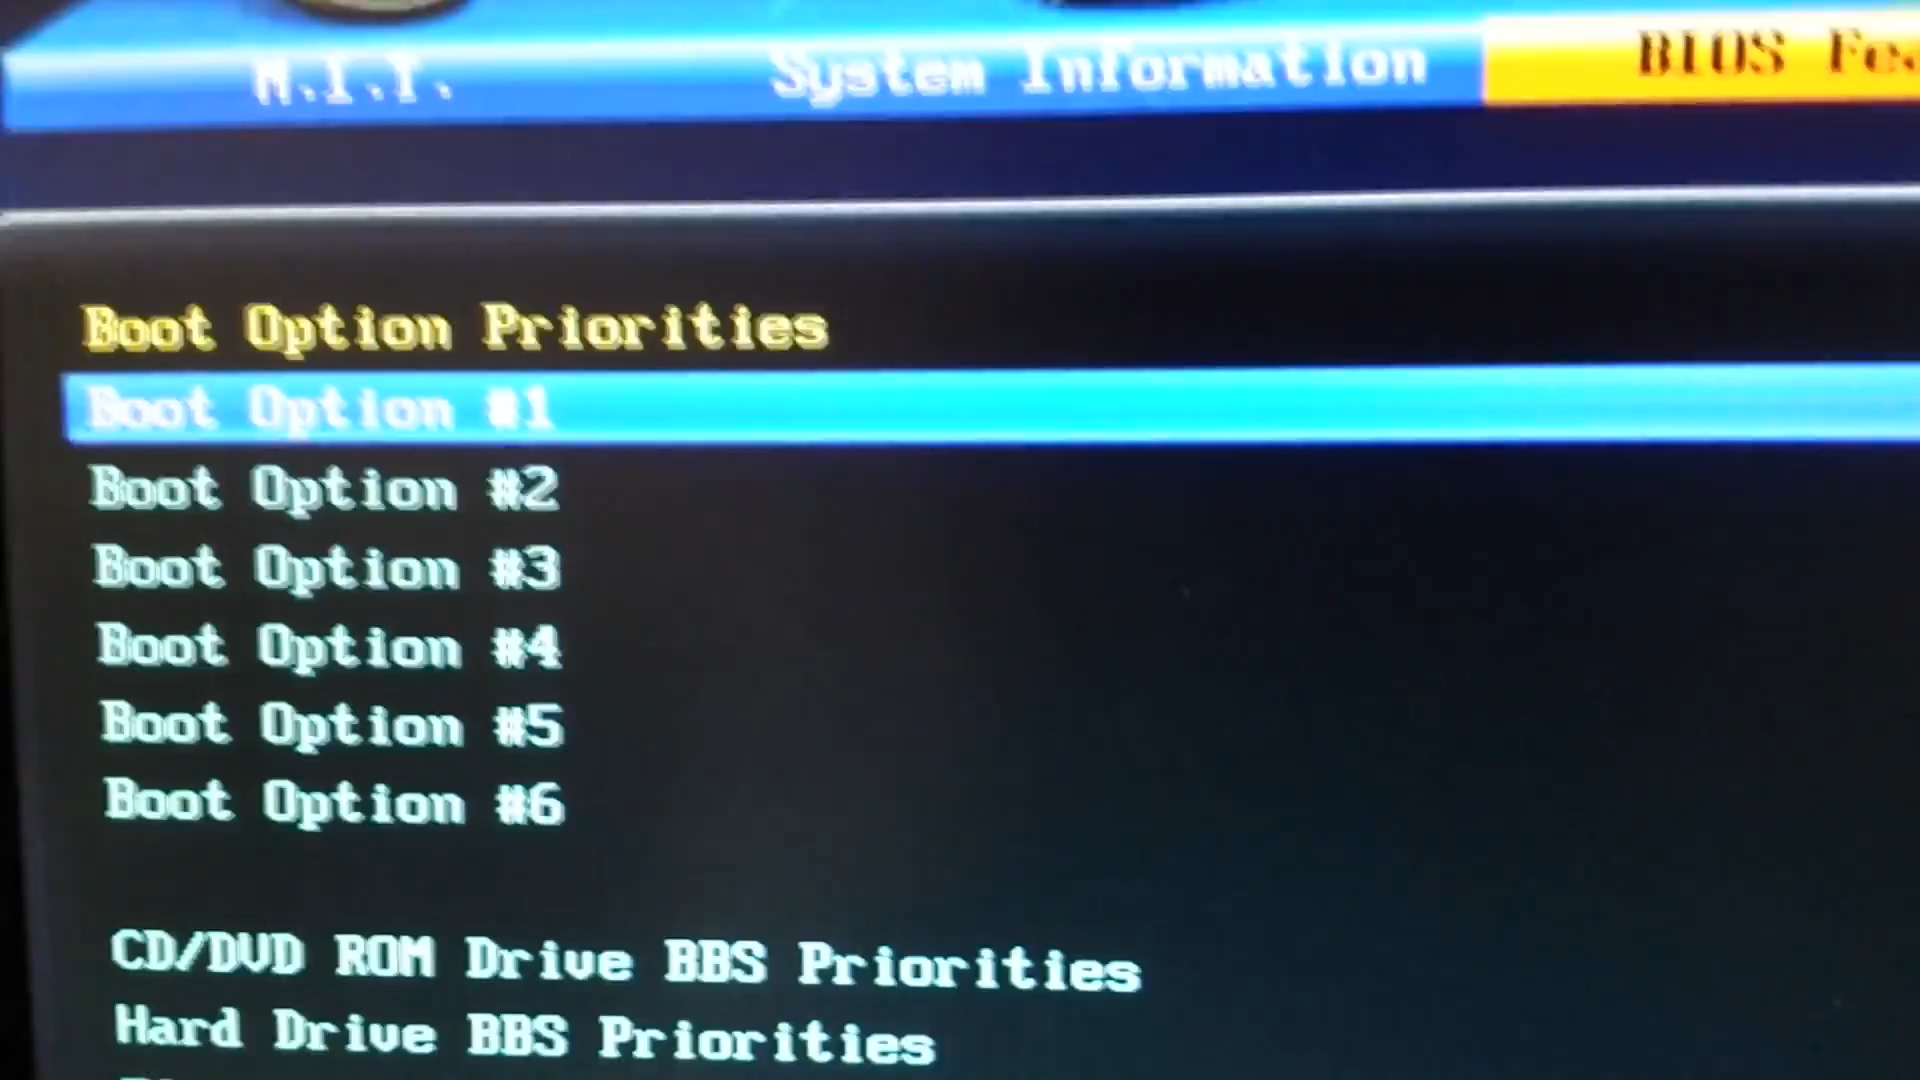 M.I.T. System Information BIOS Fea
Boot Option Priorities
Boot Option #1
Boot Option #2
Boot Option #3
Boot Option #4
Boot Option #5
Boot Option #6
CD/DVD ROM Drive BBS Priorities
Hard Drive BBS Priorities